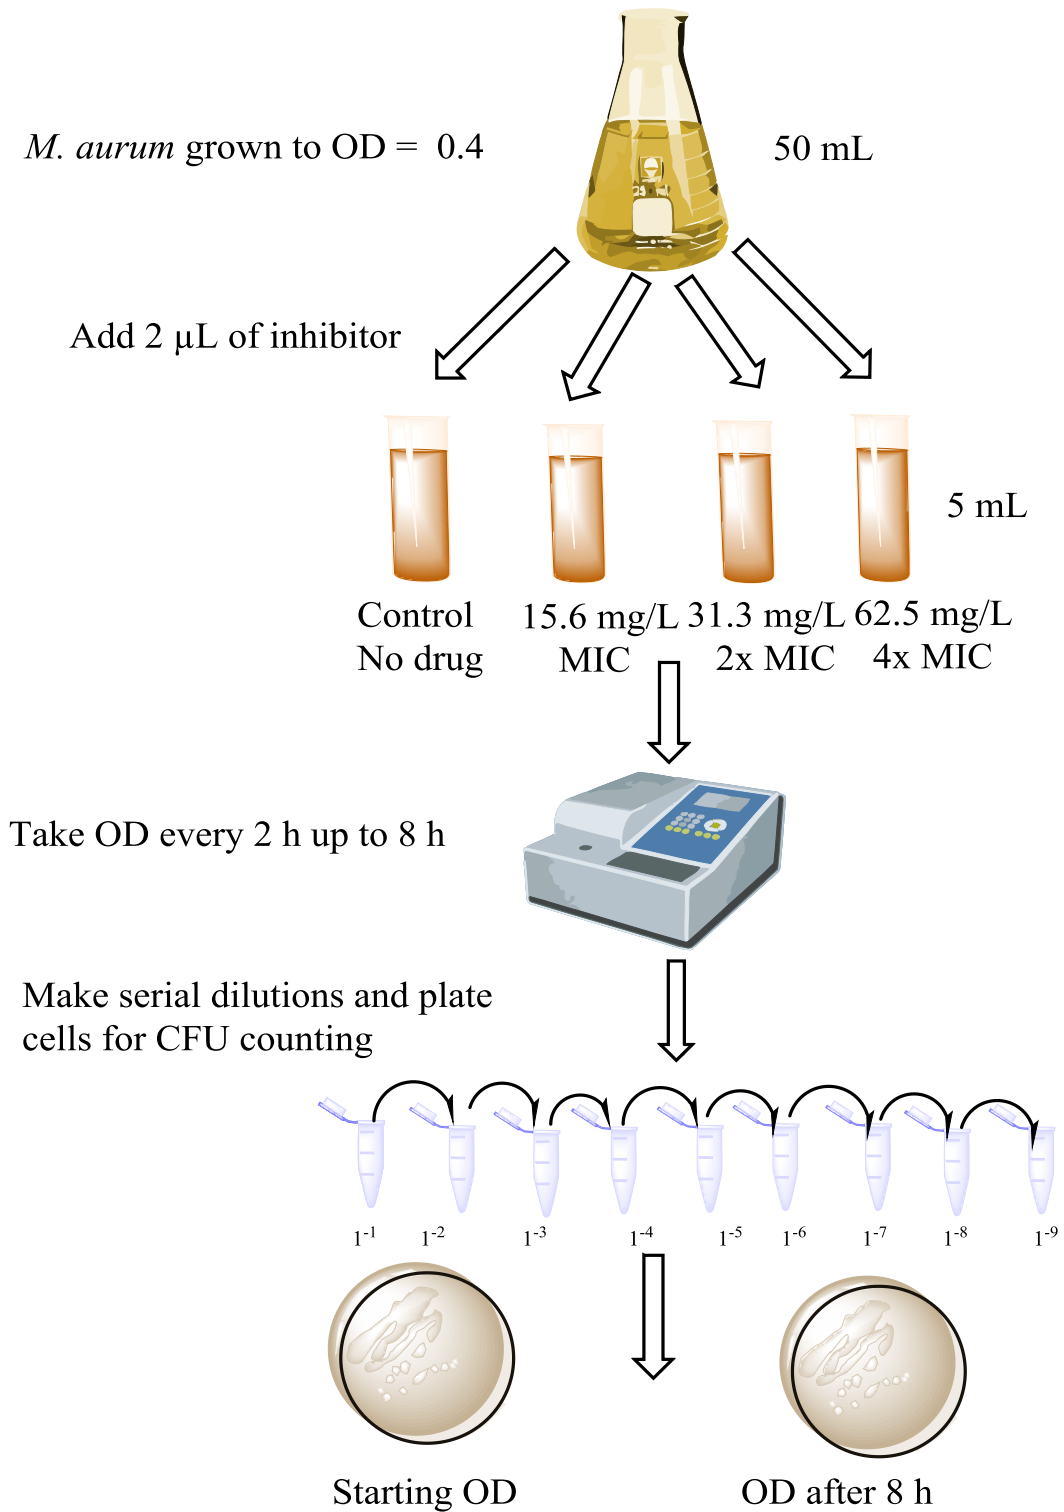 M. aurum grown to OD = 0.4
50 mL
Add 2 µL of inhibitor
5 mL
Control
No drug
15.6 mg/L
MIC
31.3 mg/L
2x MIC
62.5 mg/L
4x MIC
Take OD every 2 h up to 8 h
Make serial dilutions and plate
cells for CFU counting
1⁻¹ 1⁻² 1⁻³ 1⁻⁴ 1⁻⁵ 1⁻⁶ 1⁻⁷ 1⁻⁸ 1⁻⁹
Starting OD
OD after 8 h